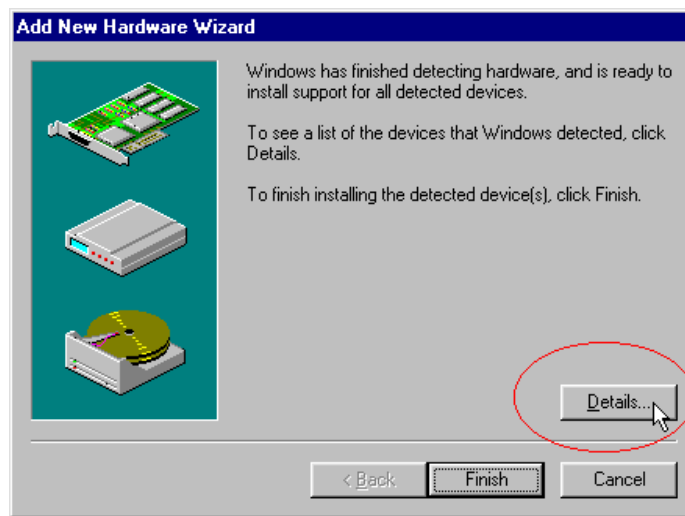 Add New Hardware Wizard
Windows has finished detecting hardware, and is ready to
install support for all detected devices.
To see a list of the devices that Windows detected, click
Details.
To finish installing the detected device(s), click Finish.
Details...
< Back
Finish
Cancel